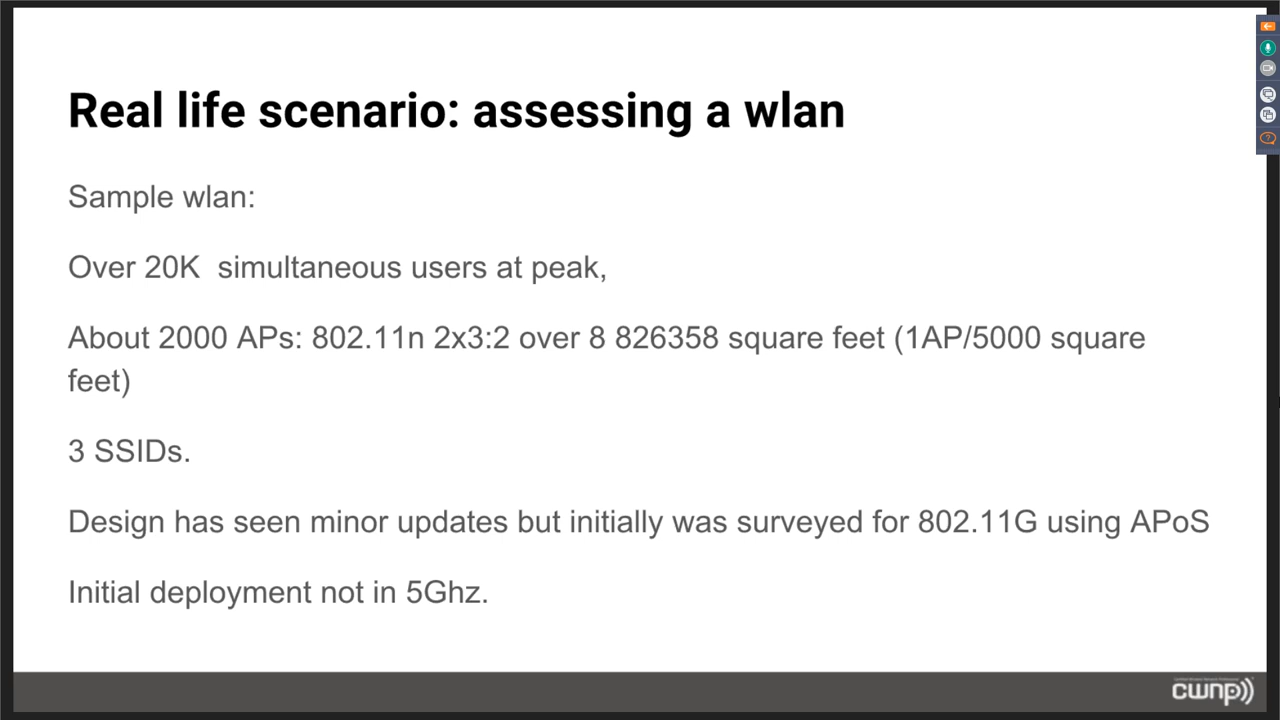 Real life scenario: assessing a wlan
Sample wlan:
Over 20K  simultaneous users at peak,
About 2000 APs: 802.11n 2x3:2 over 8 826358 square feet (1AP/5000 square
feet)
3 SSIDs.
Design has seen minor updates but initially was surveyed for 802.11G using APoS
Initial deployment not in 5Ghz.
cwnp